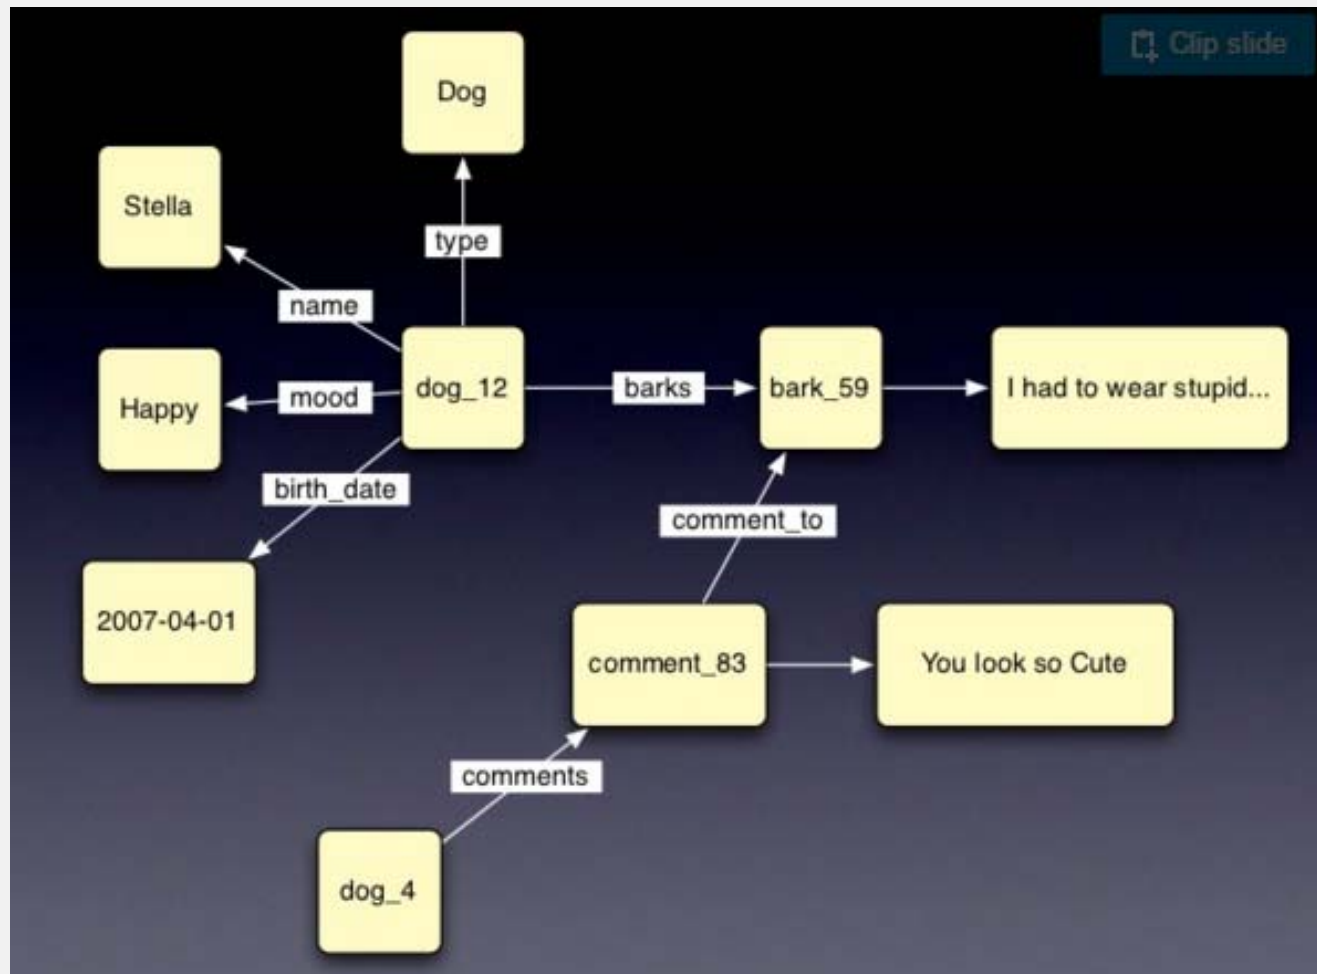 Clip slide
Dog
Stella
type
name
dog_12
barks
bark_59
I had to wear stupid...
Happy
mood
birth_date
comment_to
2007-04-01
comment_83
You look so Cute
comments
dog_4